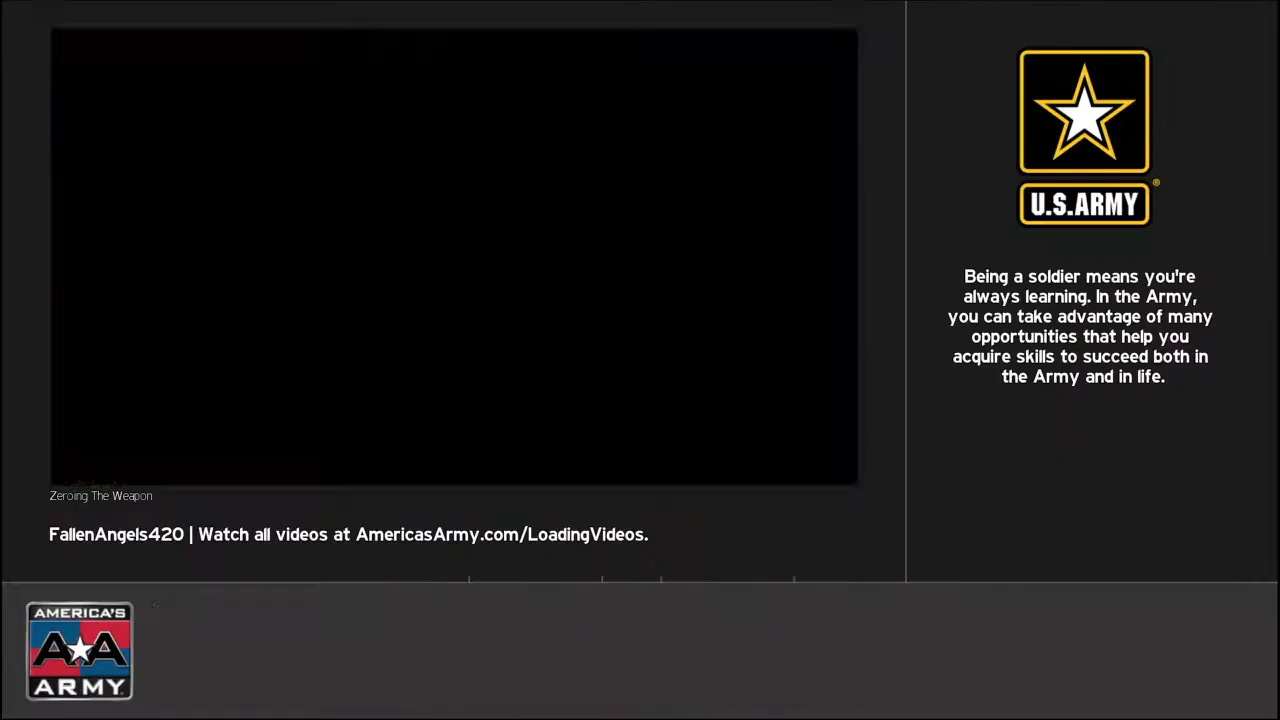 U.S.ARMY®
Being a soldier means you're
always learning. In the Army,
you can take advantage of many
opportunities that help you
acquire skills to succeed both in
the Army and in life.
Zeroing The Weapon
FallenAngels420 | Watch all videos at AmericasArmy.com/LoadingVideos.
AMERICA'S
AA
ARMY